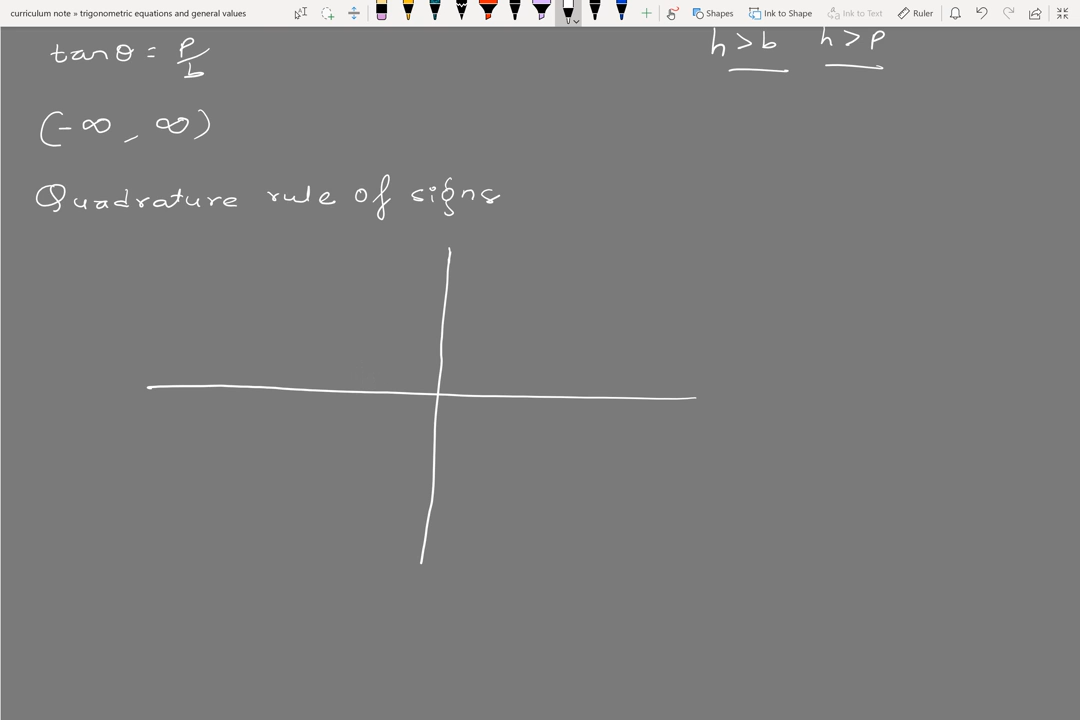 curriculum note » trigonometric equations and general values
Shapes Ink to Shape Ink to Text Ruler
tanθ = p/b
h > b h > p
(-∞, ∞)
Quadrature rule of signs